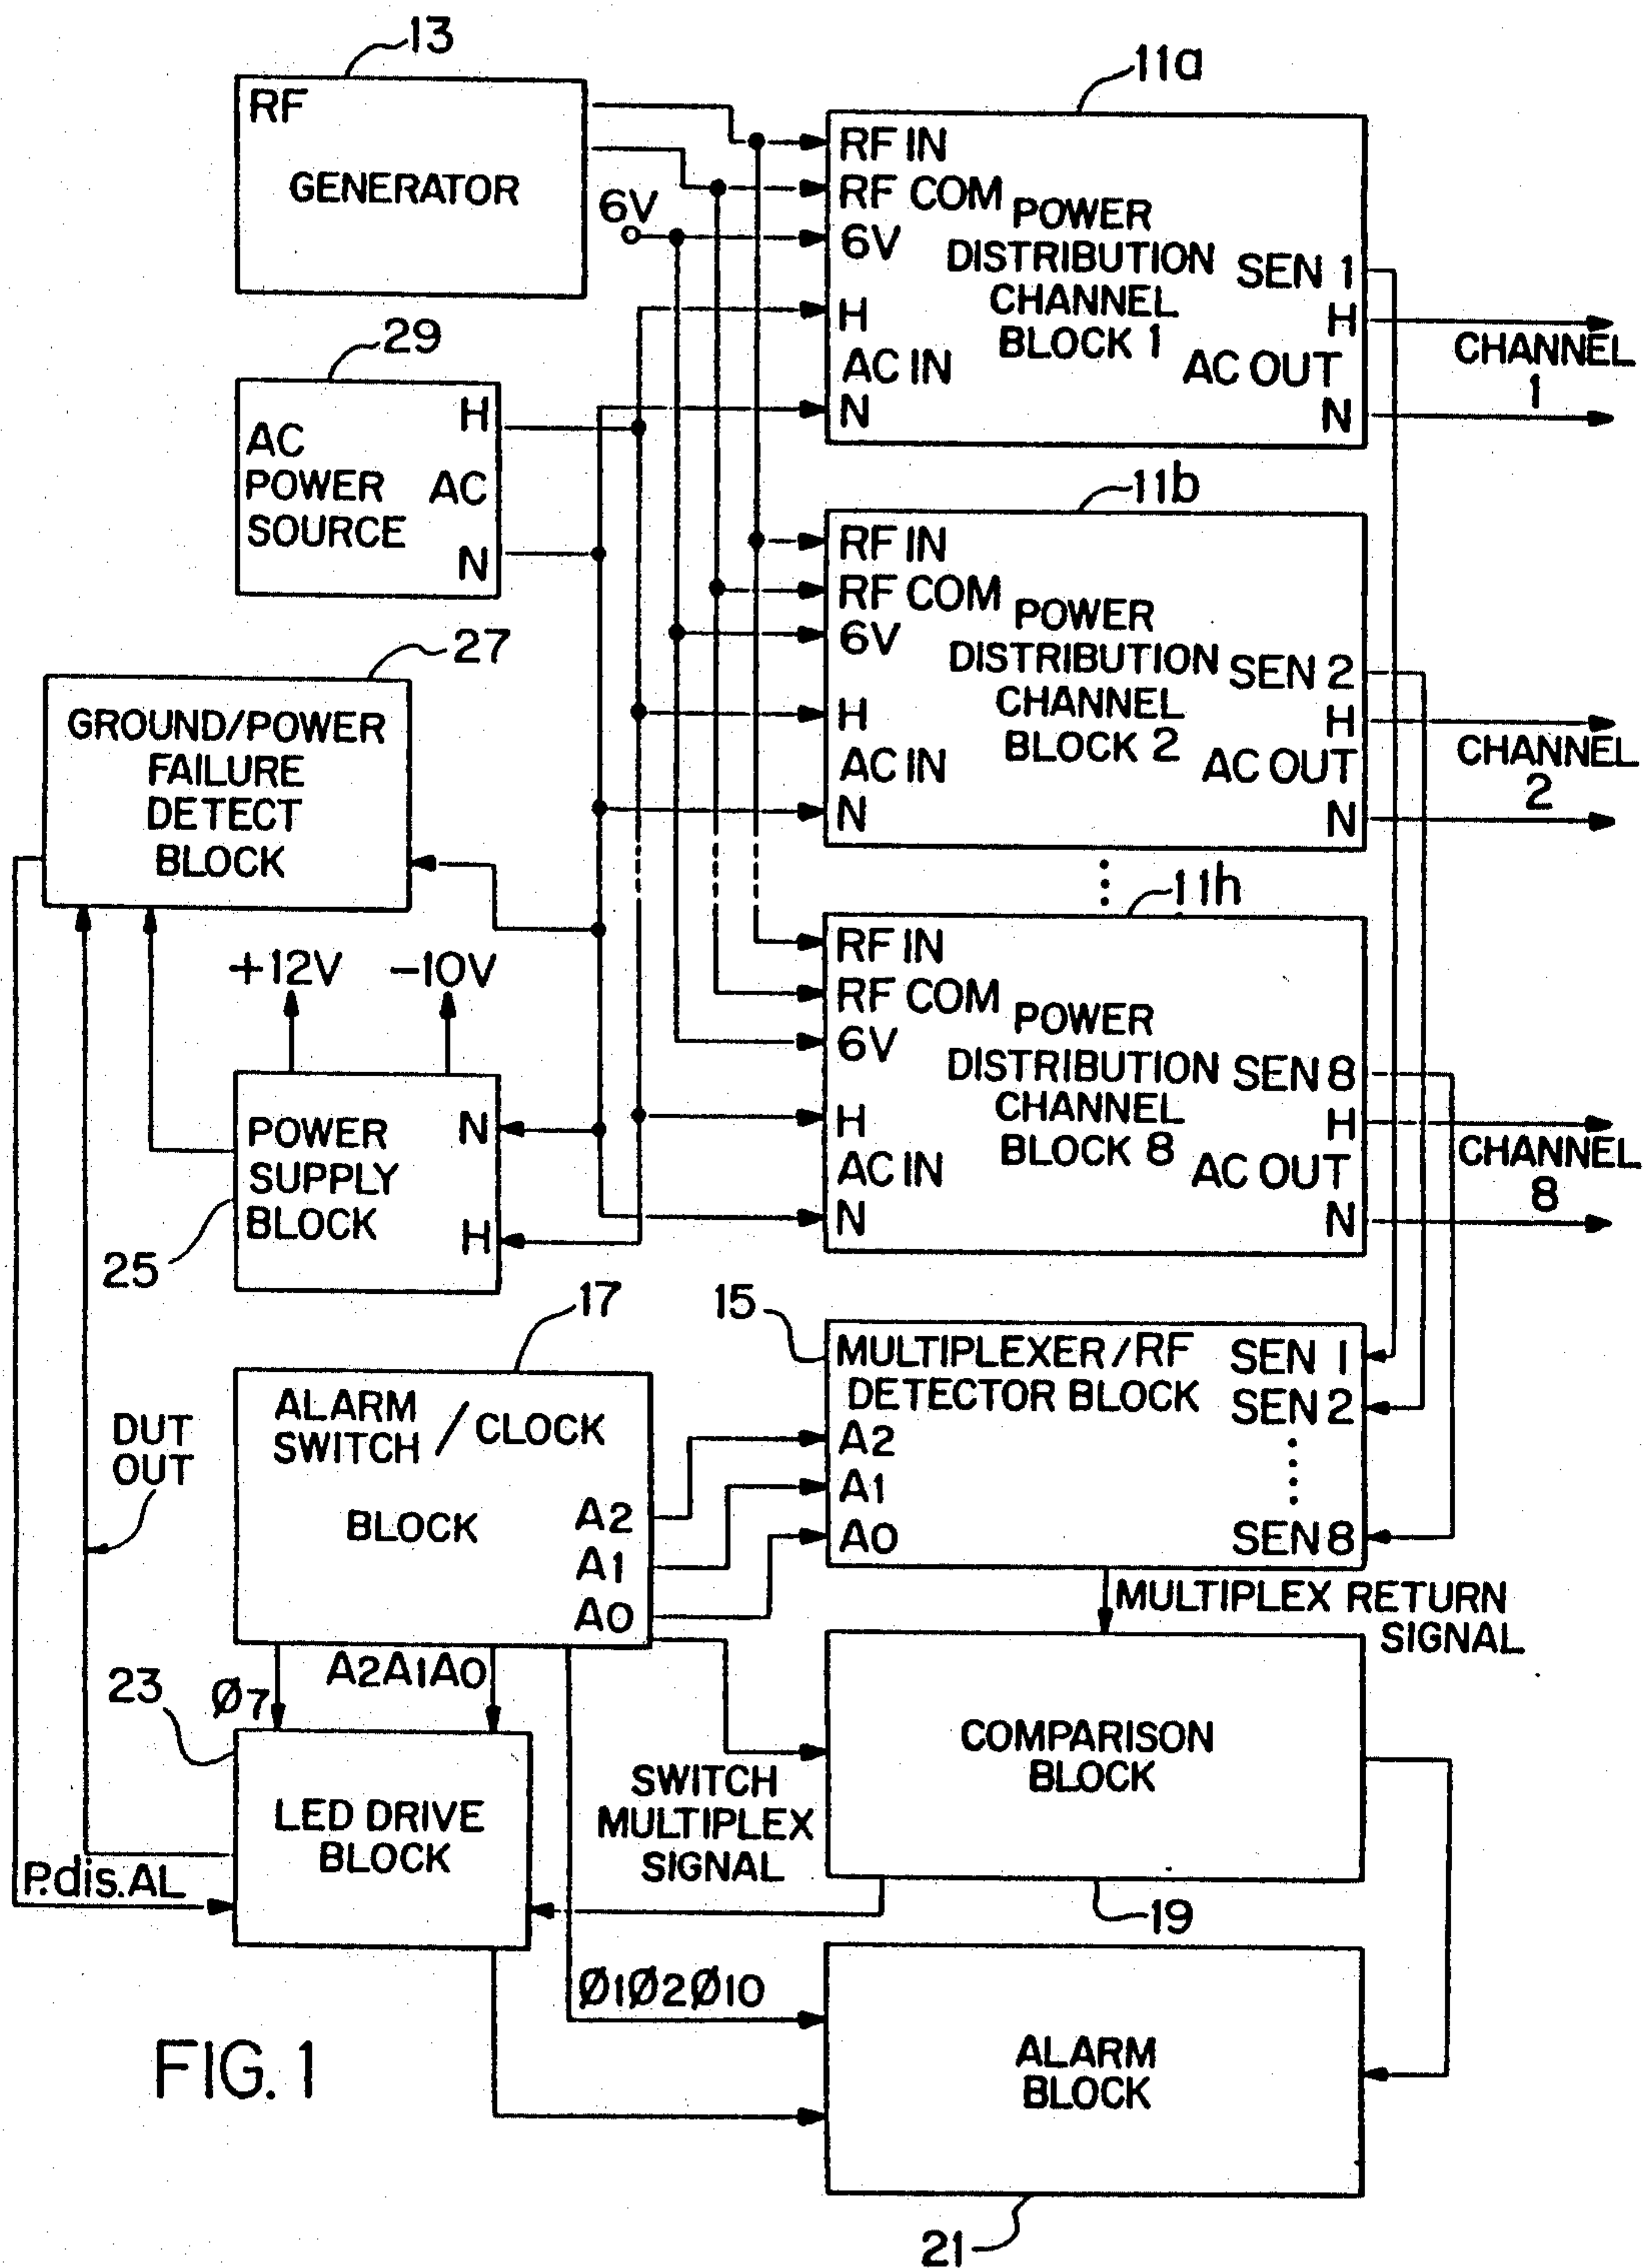 13
RF
GENERATOR
11a
RF IN
RF COM
6V
6V
H
AC IN
N
POWER
DISTRIBUTION
CHANNEL
BLOCK 1
SEN 1
H
AC OUT
N
CHANNEL
1
29
AC
POWER
SOURCE
H
AC
N
11b
RF IN
RF COM
6V
H
AC IN
N
POWER
DISTRIBUTION
CHANNEL
BLOCK 2
SEN 2
H
AC OUT
N
CHANNEL
2
27
GROUND/POWER
FAILURE
DETECT
BLOCK
11h
RF IN
RF COM
6V
H
AC IN
N
POWER
DISTRIBUTION
CHANNEL
BLOCK 8
SEN 8
H
AC OUT
N
CHANNEL
8
+12V
-10V
POWER
SUPPLY
BLOCK
N
H
25
17
ALARM
SWITCH / CLOCK
BLOCK
A2
A1
A0
15
MULTIPLEXER/RF
DETECTOR BLOCK
A2
A1
A0
SEN 1
SEN 2
SEN 8
DUT
OUT
MULTIPLEX RETURN
SIGNAL
23
Ø7
A2A1A0
LED DRIVE
BLOCK
P.dis.AL
SWITCH
MULTIPLEX
SIGNAL
COMPARISON
BLOCK
19
Ø1Ø2Ø10
ALARM
BLOCK
21
FIG. 1